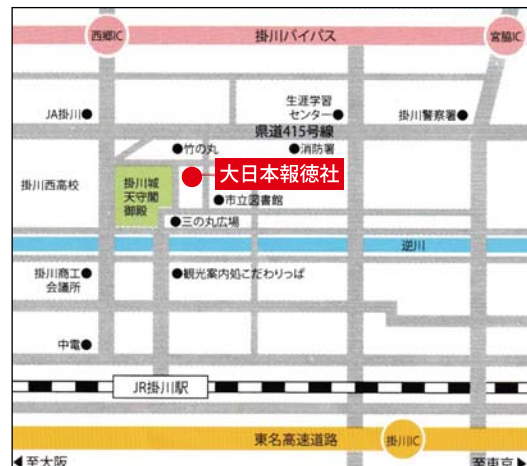 西郷IC
掛川バイパス
宮脇IC
JA掛川
生涯学習
センター
掛川警察署
県道415号線
竹の丸
消防署
大日本報徳社
掛川西高校
掛川城
天守閣
御殿
市立図書館
三の丸広場
逆川
掛川商工
会議所
観光案内処こだわりっぱ
中電
JR掛川駅
東名高速道路
掛川IC
至大阪
至東京